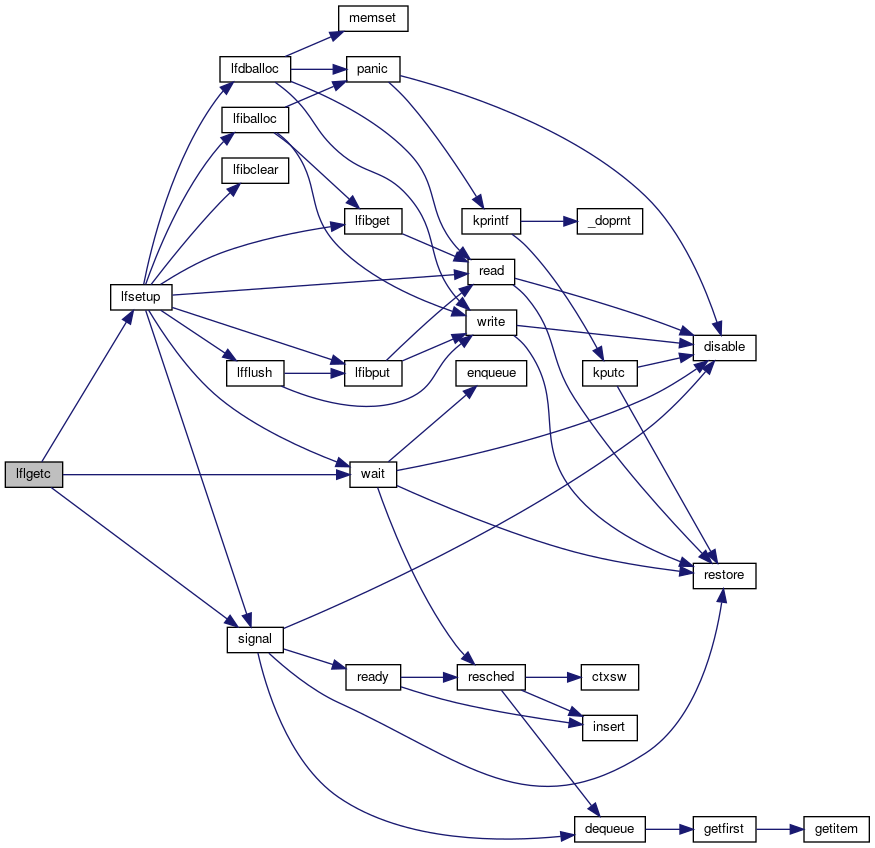 memset
lfdballoc
panic
lfiballoc
lfibclear
lfibget
kprintf
_doprnt
read
lfsetup
write
disable
lfflush
lfibput
enqueue
kputc
lflgetc
wait
restore
signal
ready
resched
ctxsw
insert
dequeue
getfirst
getitem